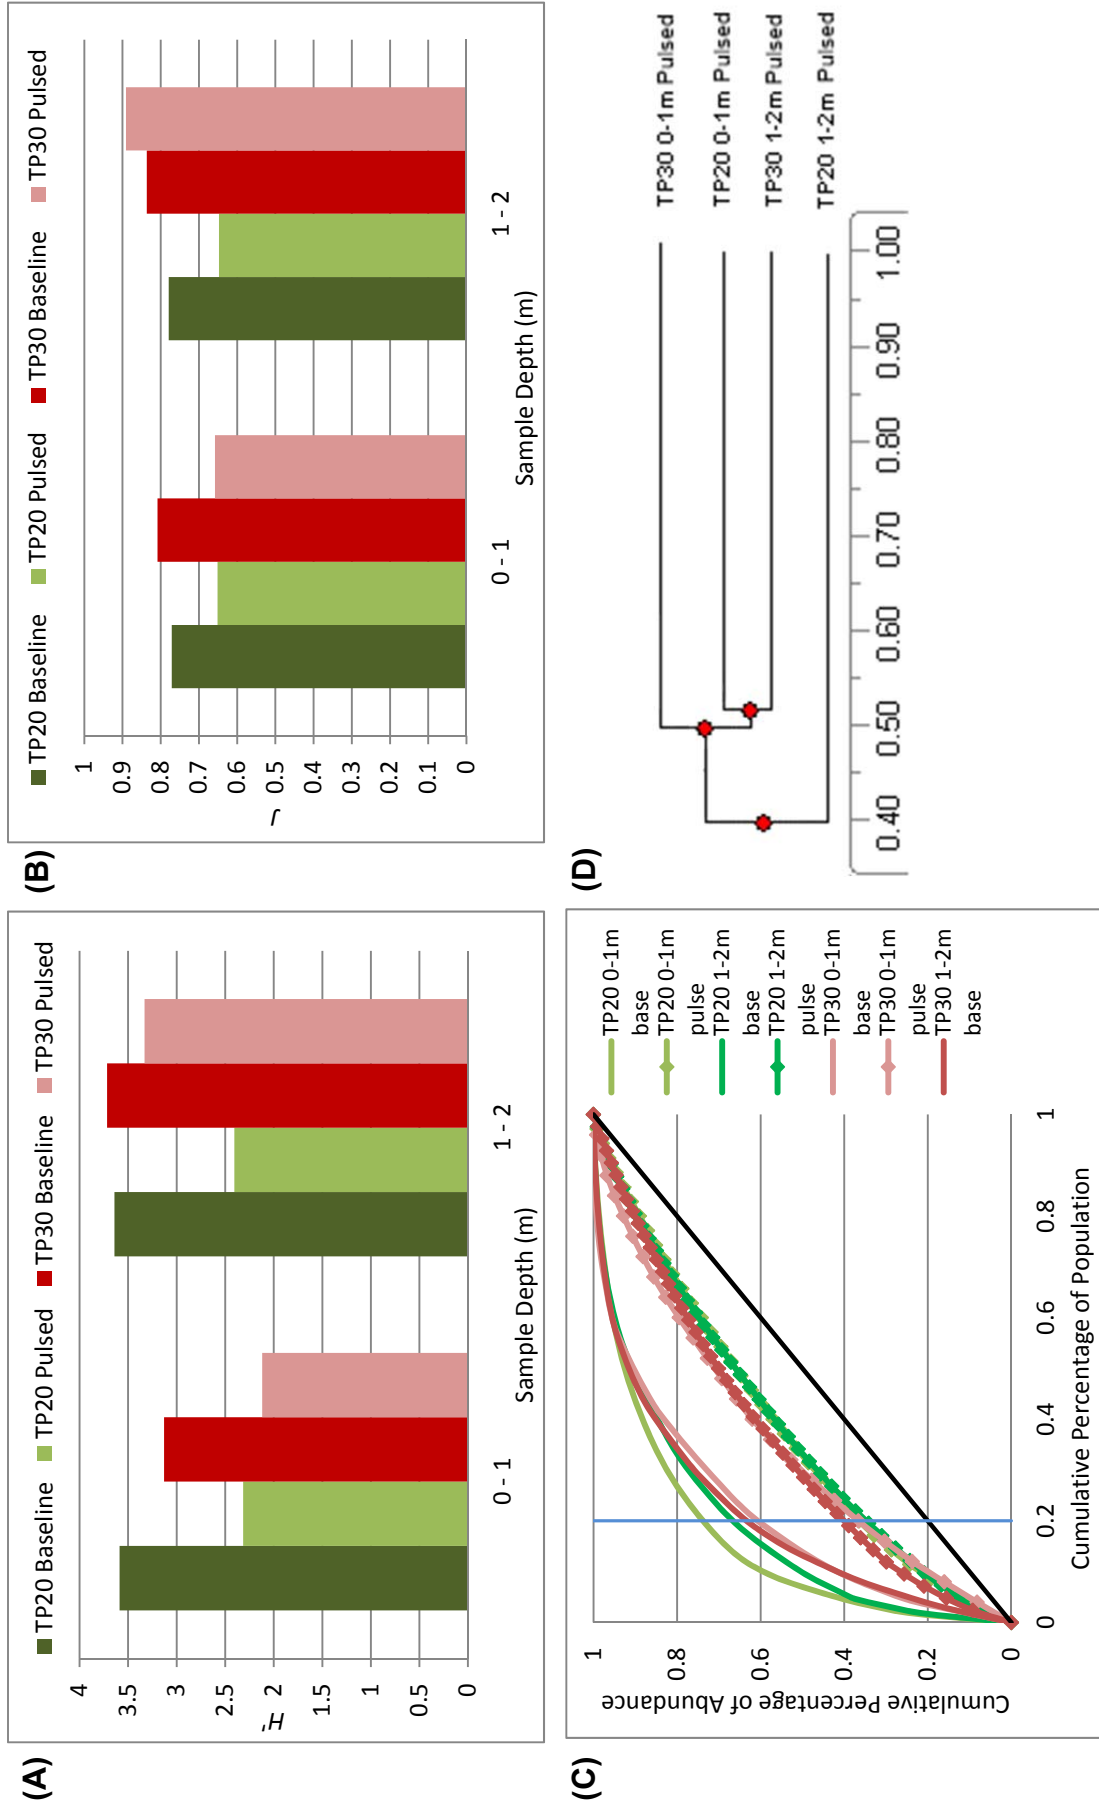 (A)
TP20 Baseline TP20 Pulsed TP30 Baseline TP30 Pulsed
4
3.5
3
2.5
2
1.5
1
0.5
0
H'
0 - 1
1 - 2
Sample Depth (m)
(B)
TP20 Baseline TP20 Pulsed TP30 Baseline TP30 Pulsed
1
0.9
0.8
0.7
0.6
0.5
0.4
0.3
0.2
0.1
0
J
0 - 1
1 - 2
Sample Depth (m)
(C)
Cumulative Percentage of Abundance
1
0.8
0.6
0.4
0.2
0
0 0.2 0.4 0.6 0.8 1
Cumulative Percentage of Population
TP20 0-1m
base
TP20 0-1m
pulse
TP20 1-2m
base
TP20 1-2m
pulse
TP30 0-1m
base
TP30 0-1m
pulse
TP30 1-2m
base
(D)
TP30 0-1m Pulsed
TP20 0-1m Pulsed
TP30 1-2m Pulsed
TP20 1-2m Pulsed
0.40 0.50 0.60 0.70 0.80 0.90 1.00